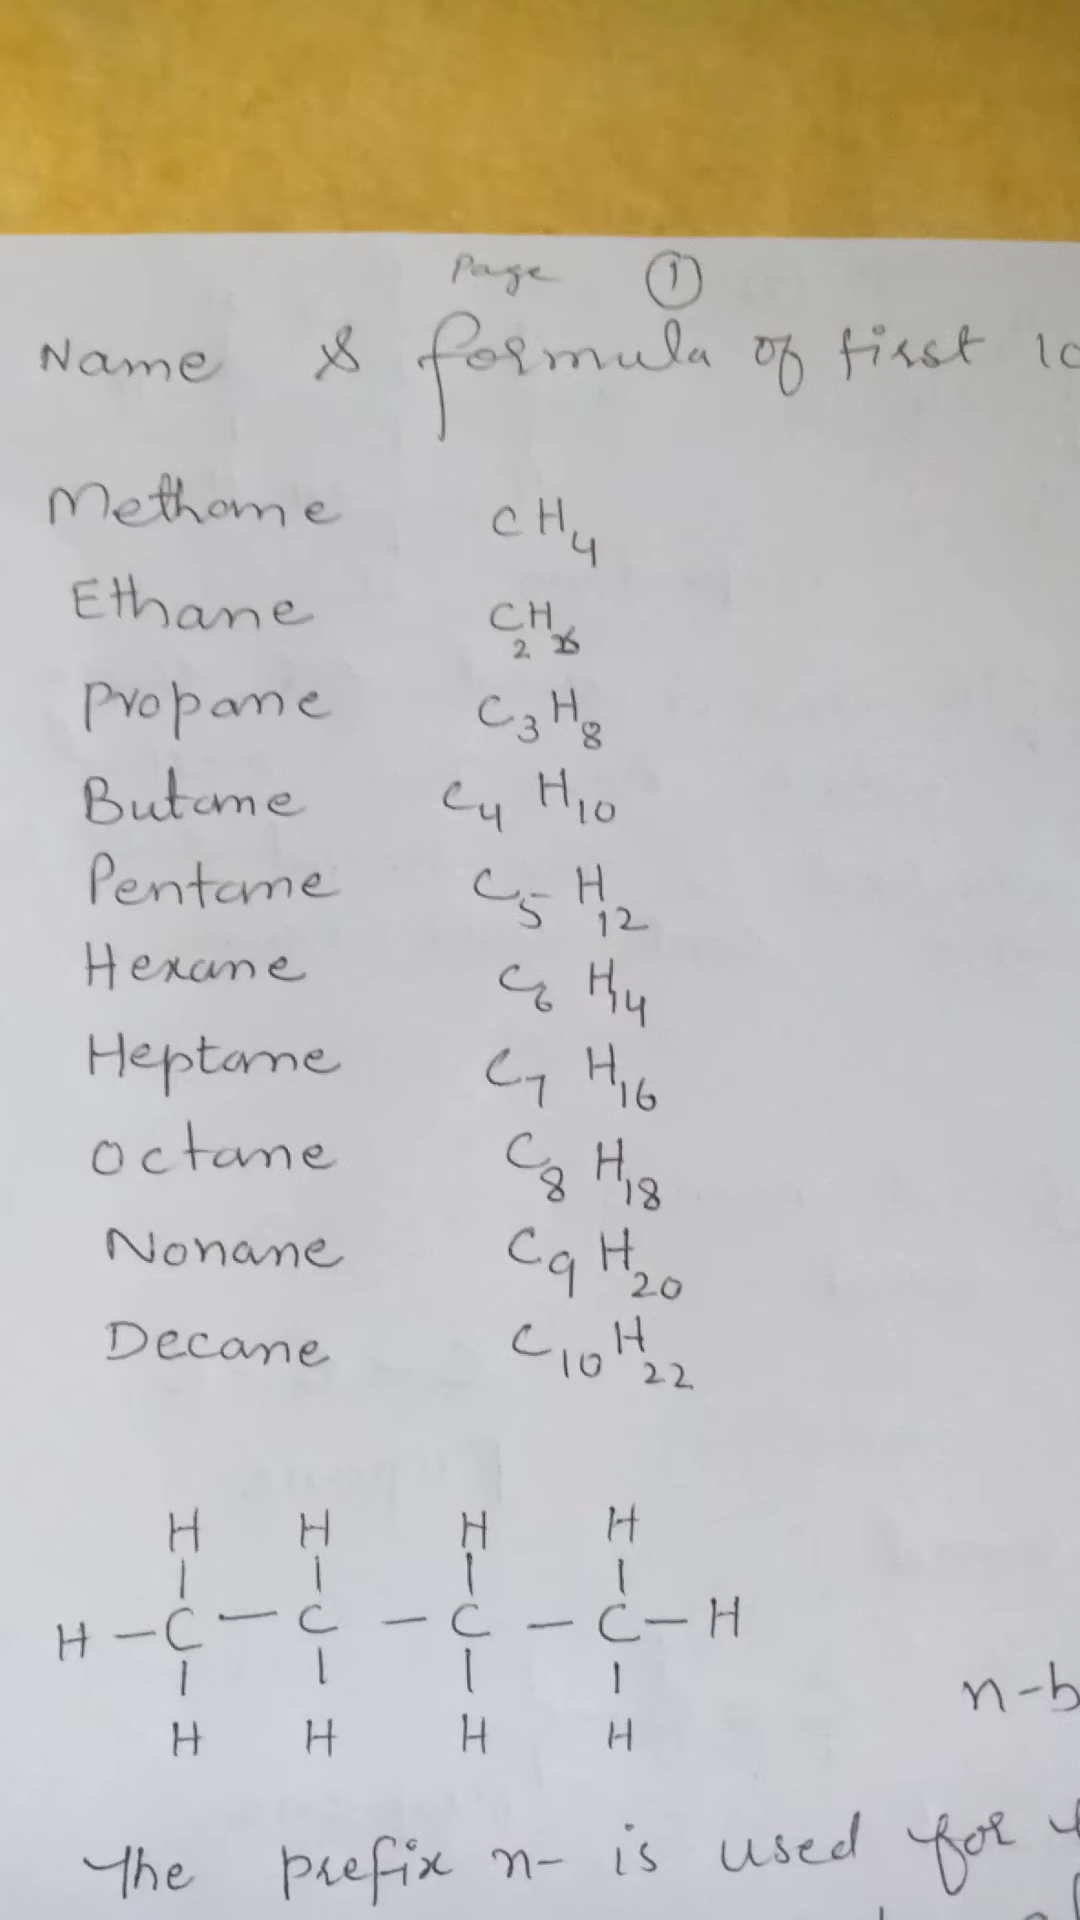 Page ①
Name & formula of first 10
Methane CH₄
Ethane C₂H₆
Propane C₃H₈
Butane C₄H₁₀
Pentane C₅H₁₂
Hexane C₆H₁₄
Heptane C₇H₁₆
Octane C₈H₁₈
Nonane C₉H₂₀
Decane C₁₀H₂₂
H H H H
H – C – C – C – C – H
H H H H
n-b
The prefix n- is used for